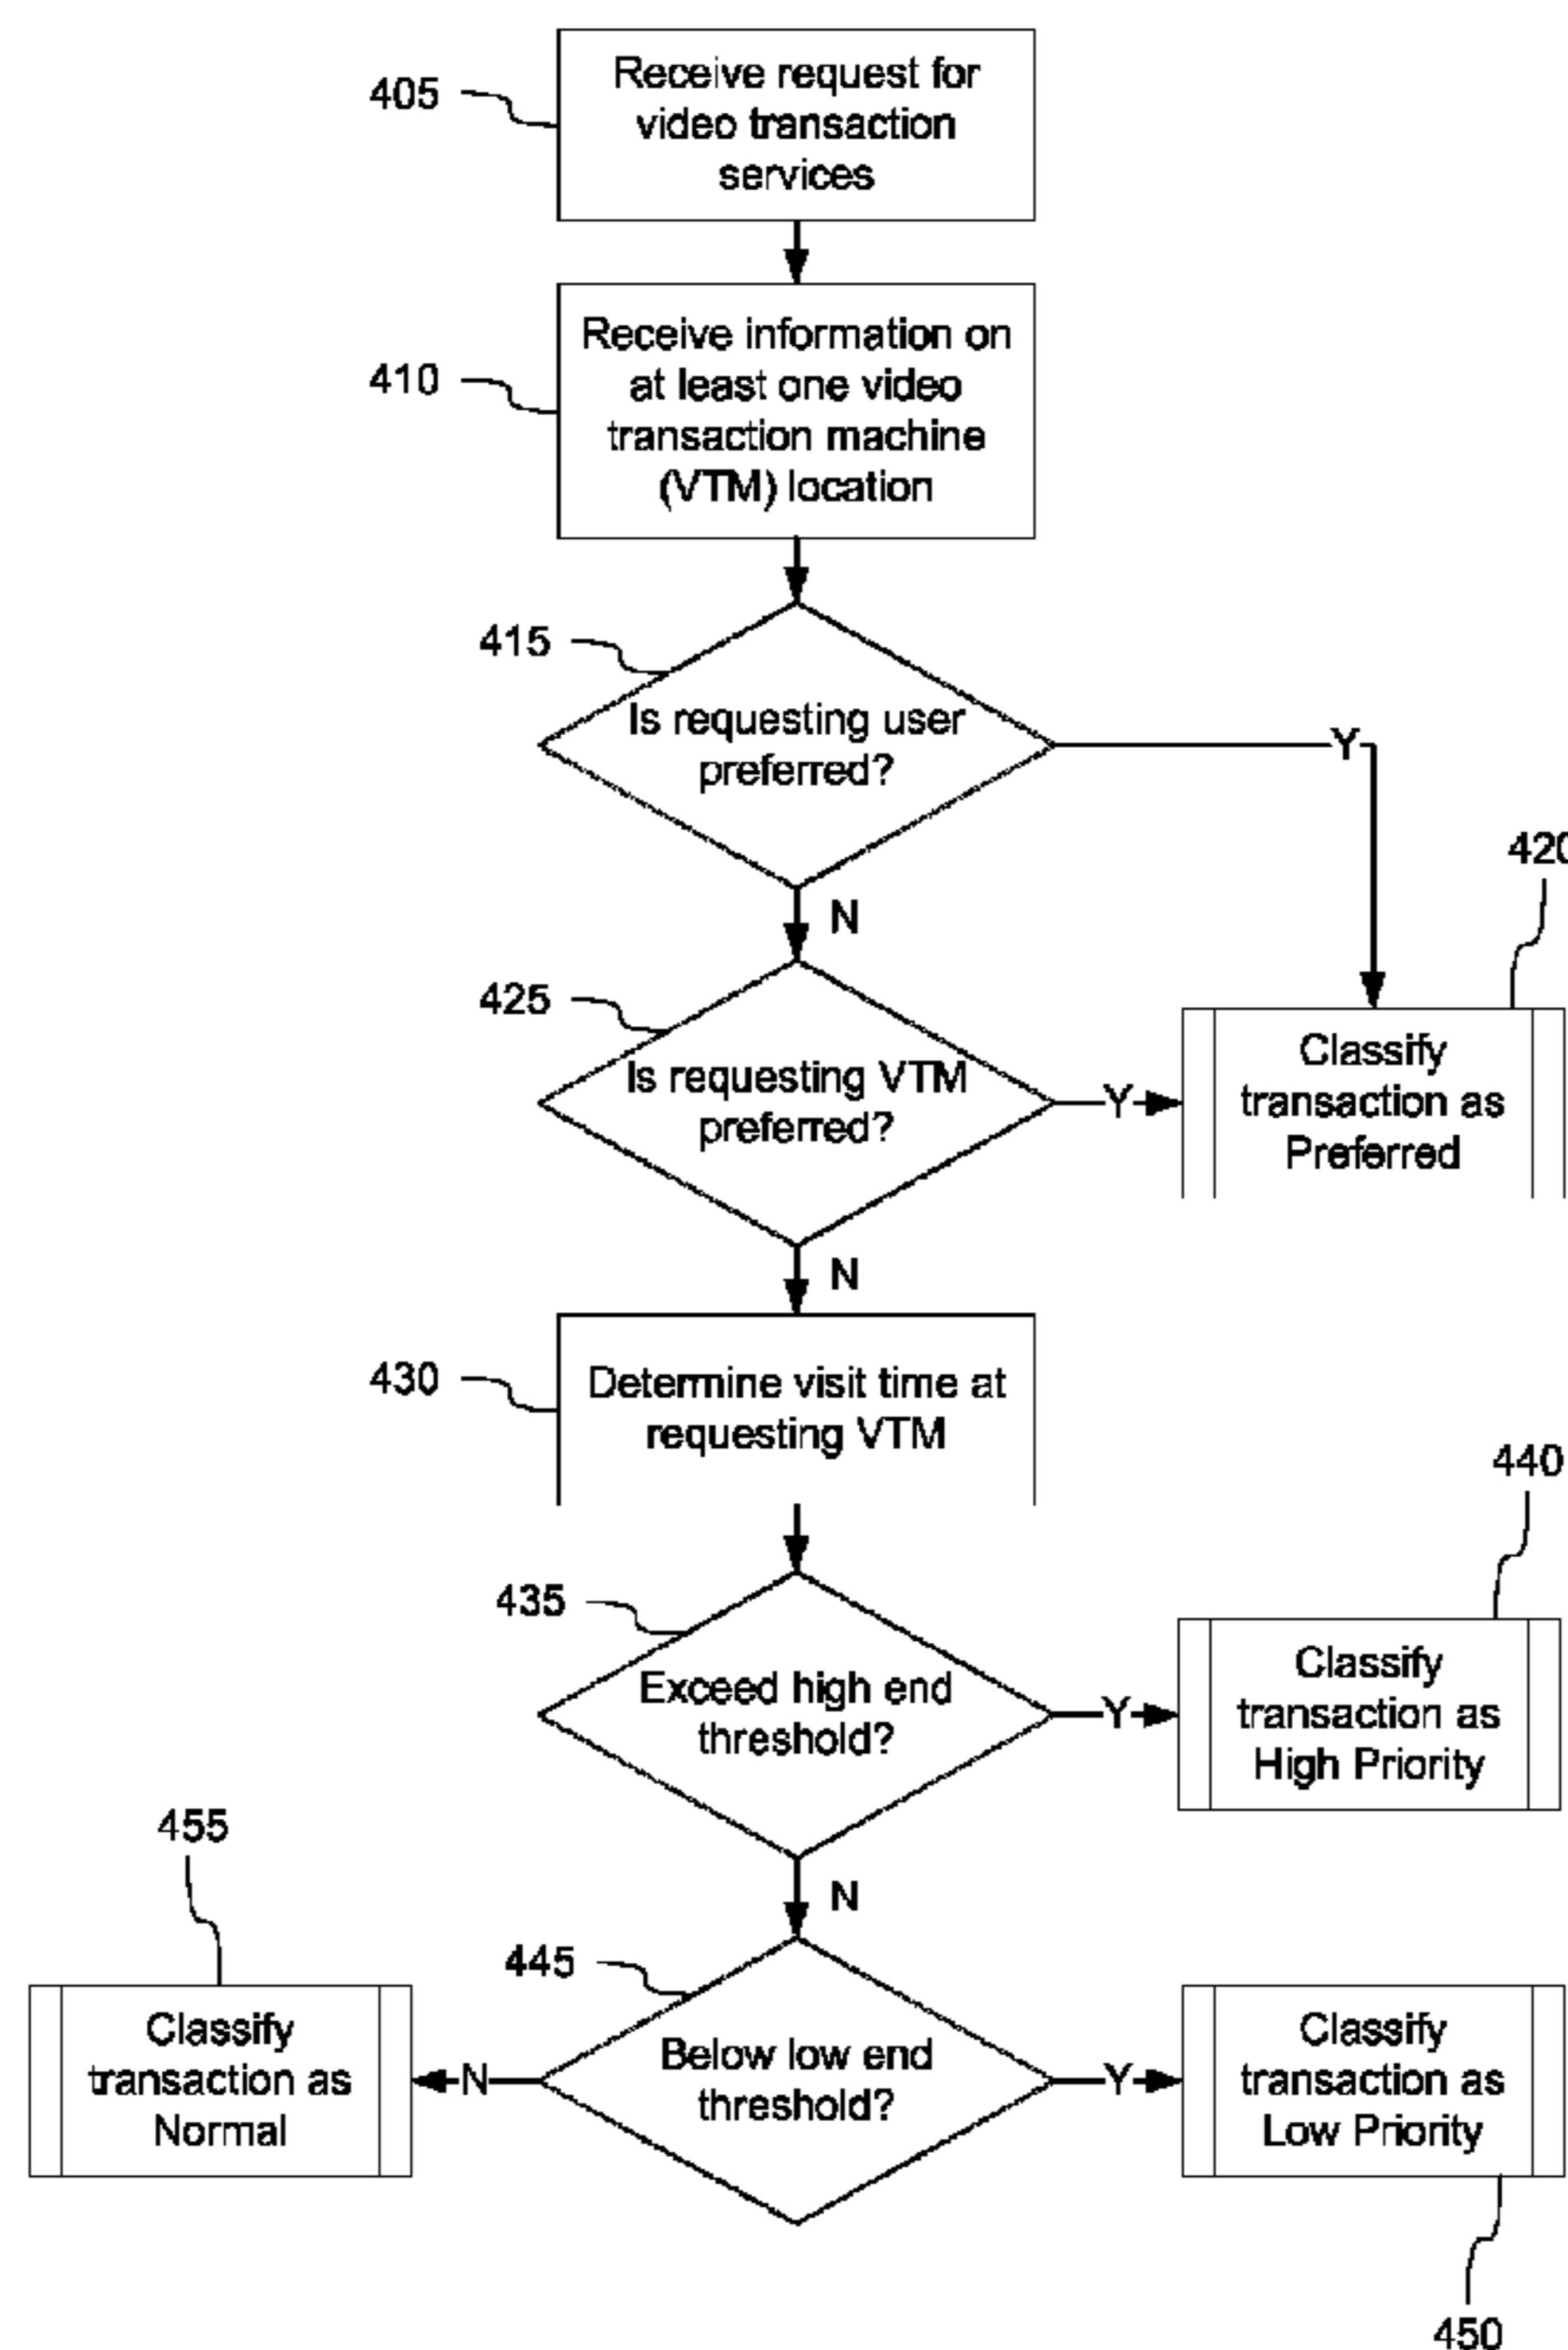 405
Receive request for
video transaction
services
410
Receive information on
at least one video
transaction machine
(VTM) location
415
Is requesting user
preferred?
Y
N
420
425
Is requesting VTM
preferred?
Y
Classify
transaction as
Preferred
N
430
Determine visit time at
requesting VTM
440
435
Exceed high end
threshold?
Y
Classify
transaction as
High Priority
N
455
445
Classify
transaction as
Normal
N
Below low end
threshold?
Y
Classify
transaction as
Low Priority
450